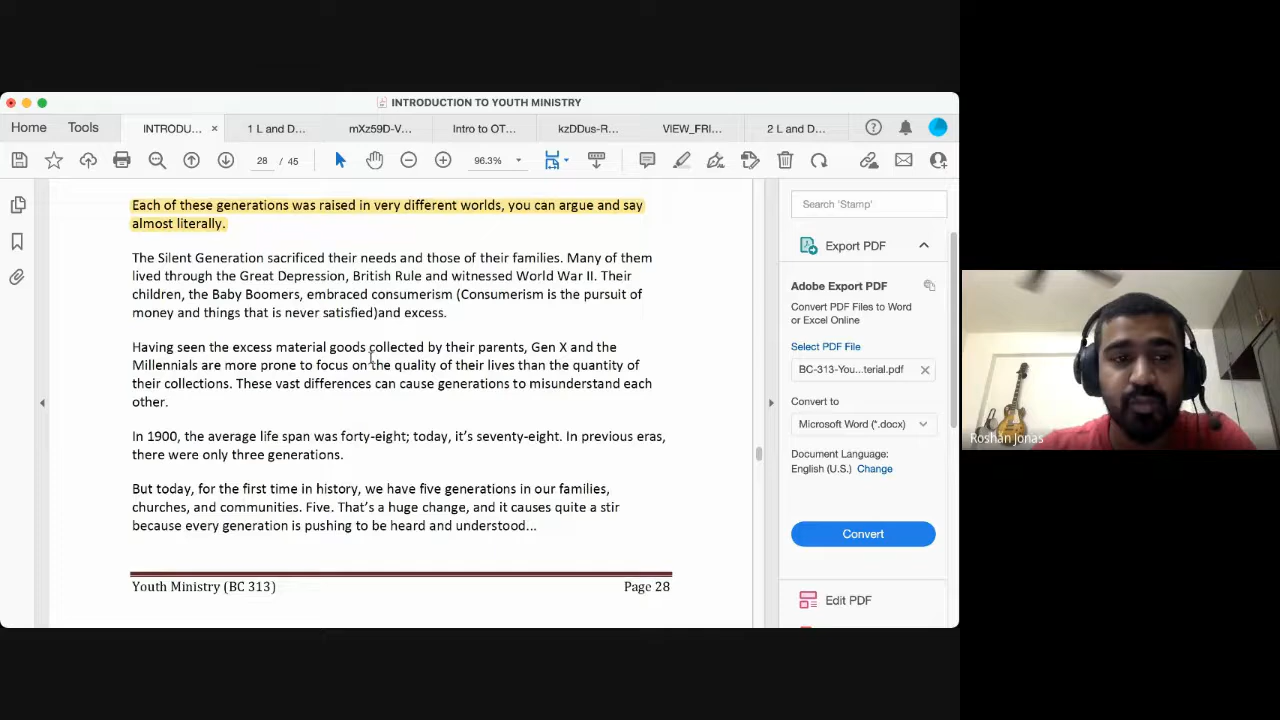 INTRODUCTION TO YOUTH MINISTRY
Home
Tools
INTRODU...
1 L and D...
mXz59D-V...
Intro to OT...
kzDDus-R...
VIEW_FRI...
2 L and D...
28 / 45
96.3%
Each of these generations was raised in very different worlds, you can argue and say
almost literally.
The Silent Generation sacrificed their needs and those of their families. Many of them
lived through the Great Depression, British Rule and witnessed World War II. Their
children, the Baby Boomers, embraced consumerism (Consumerism is the pursuit of
money and things that is never satisfied)and excess.
Having seen the excess material goods collected by their parents, Gen X and the
Millennials are more prone to focus on the quality of their lives than the quantity of
their collections. These vast differences can cause generations to misunderstand each
other.
In 1900, the average life span was forty-eight; today, it's seventy-eight. In previous eras,
there were only three generations.
But today, for the first time in history, we have five generations in our families,
churches, and communities. Five. That's a huge change, and it causes quite a stir
because every generation is pushing to be heard and understood...
Youth Ministry (BC 313)
Page 28
Search 'Stamp'
Export PDF
Adobe Export PDF
Convert PDF Files to Word
or Excel Online
Select PDF File
BC-313-You...terial.pdf
Convert to
Microsoft Word (*.docx)
Document Language:
English (U.S.) Change
Convert
Edit PDF
Roshan Jonas